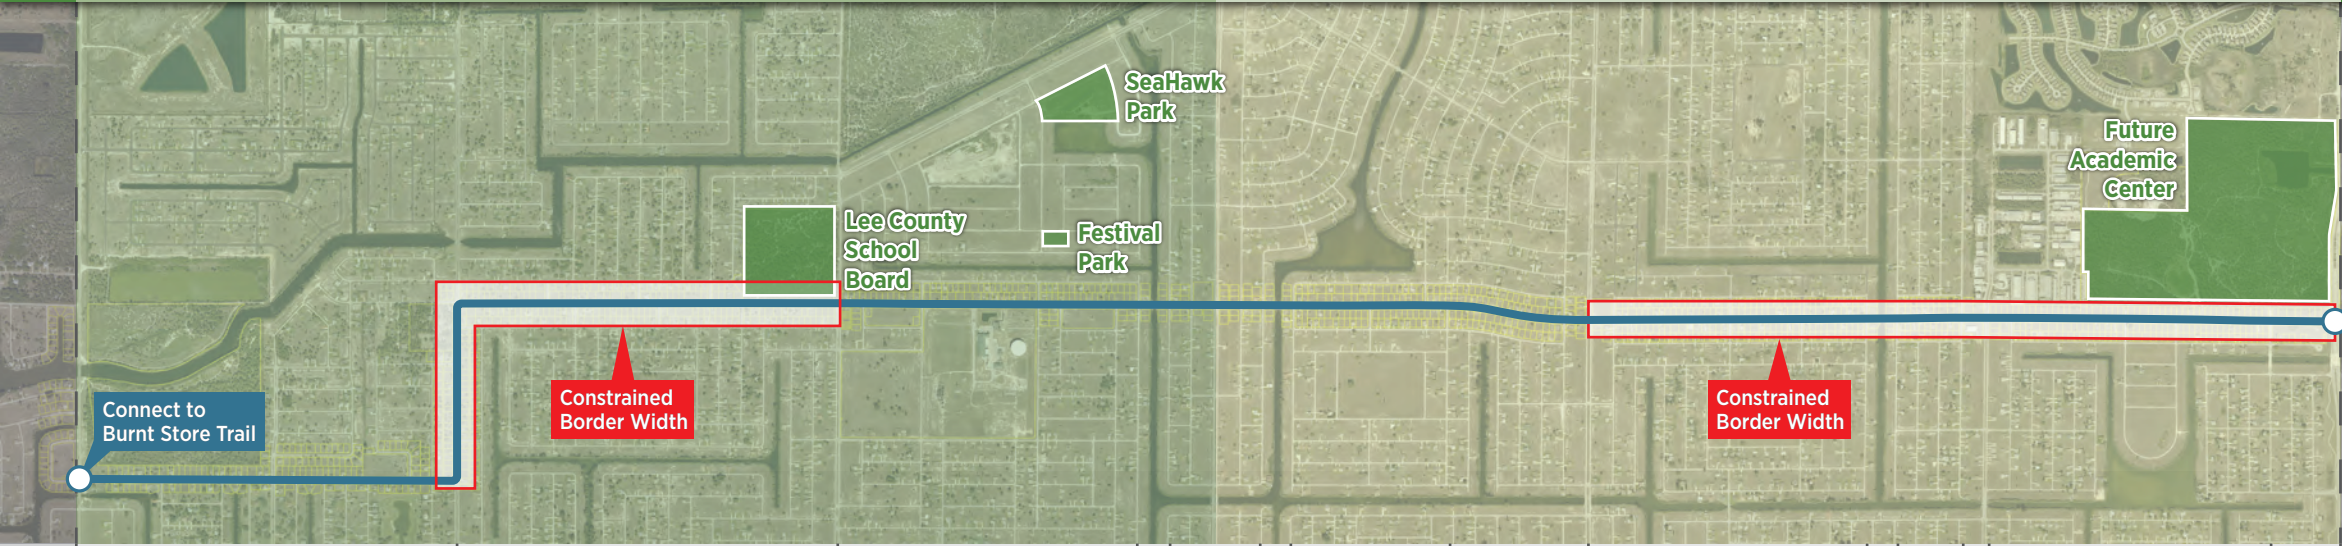 SeaHawk
Park
Future
Academic
Center
Lee County
School
Board
Festival
Park
Connect to
Burnt Store Trail
Constrained
Border Width
Constrained
Border Width